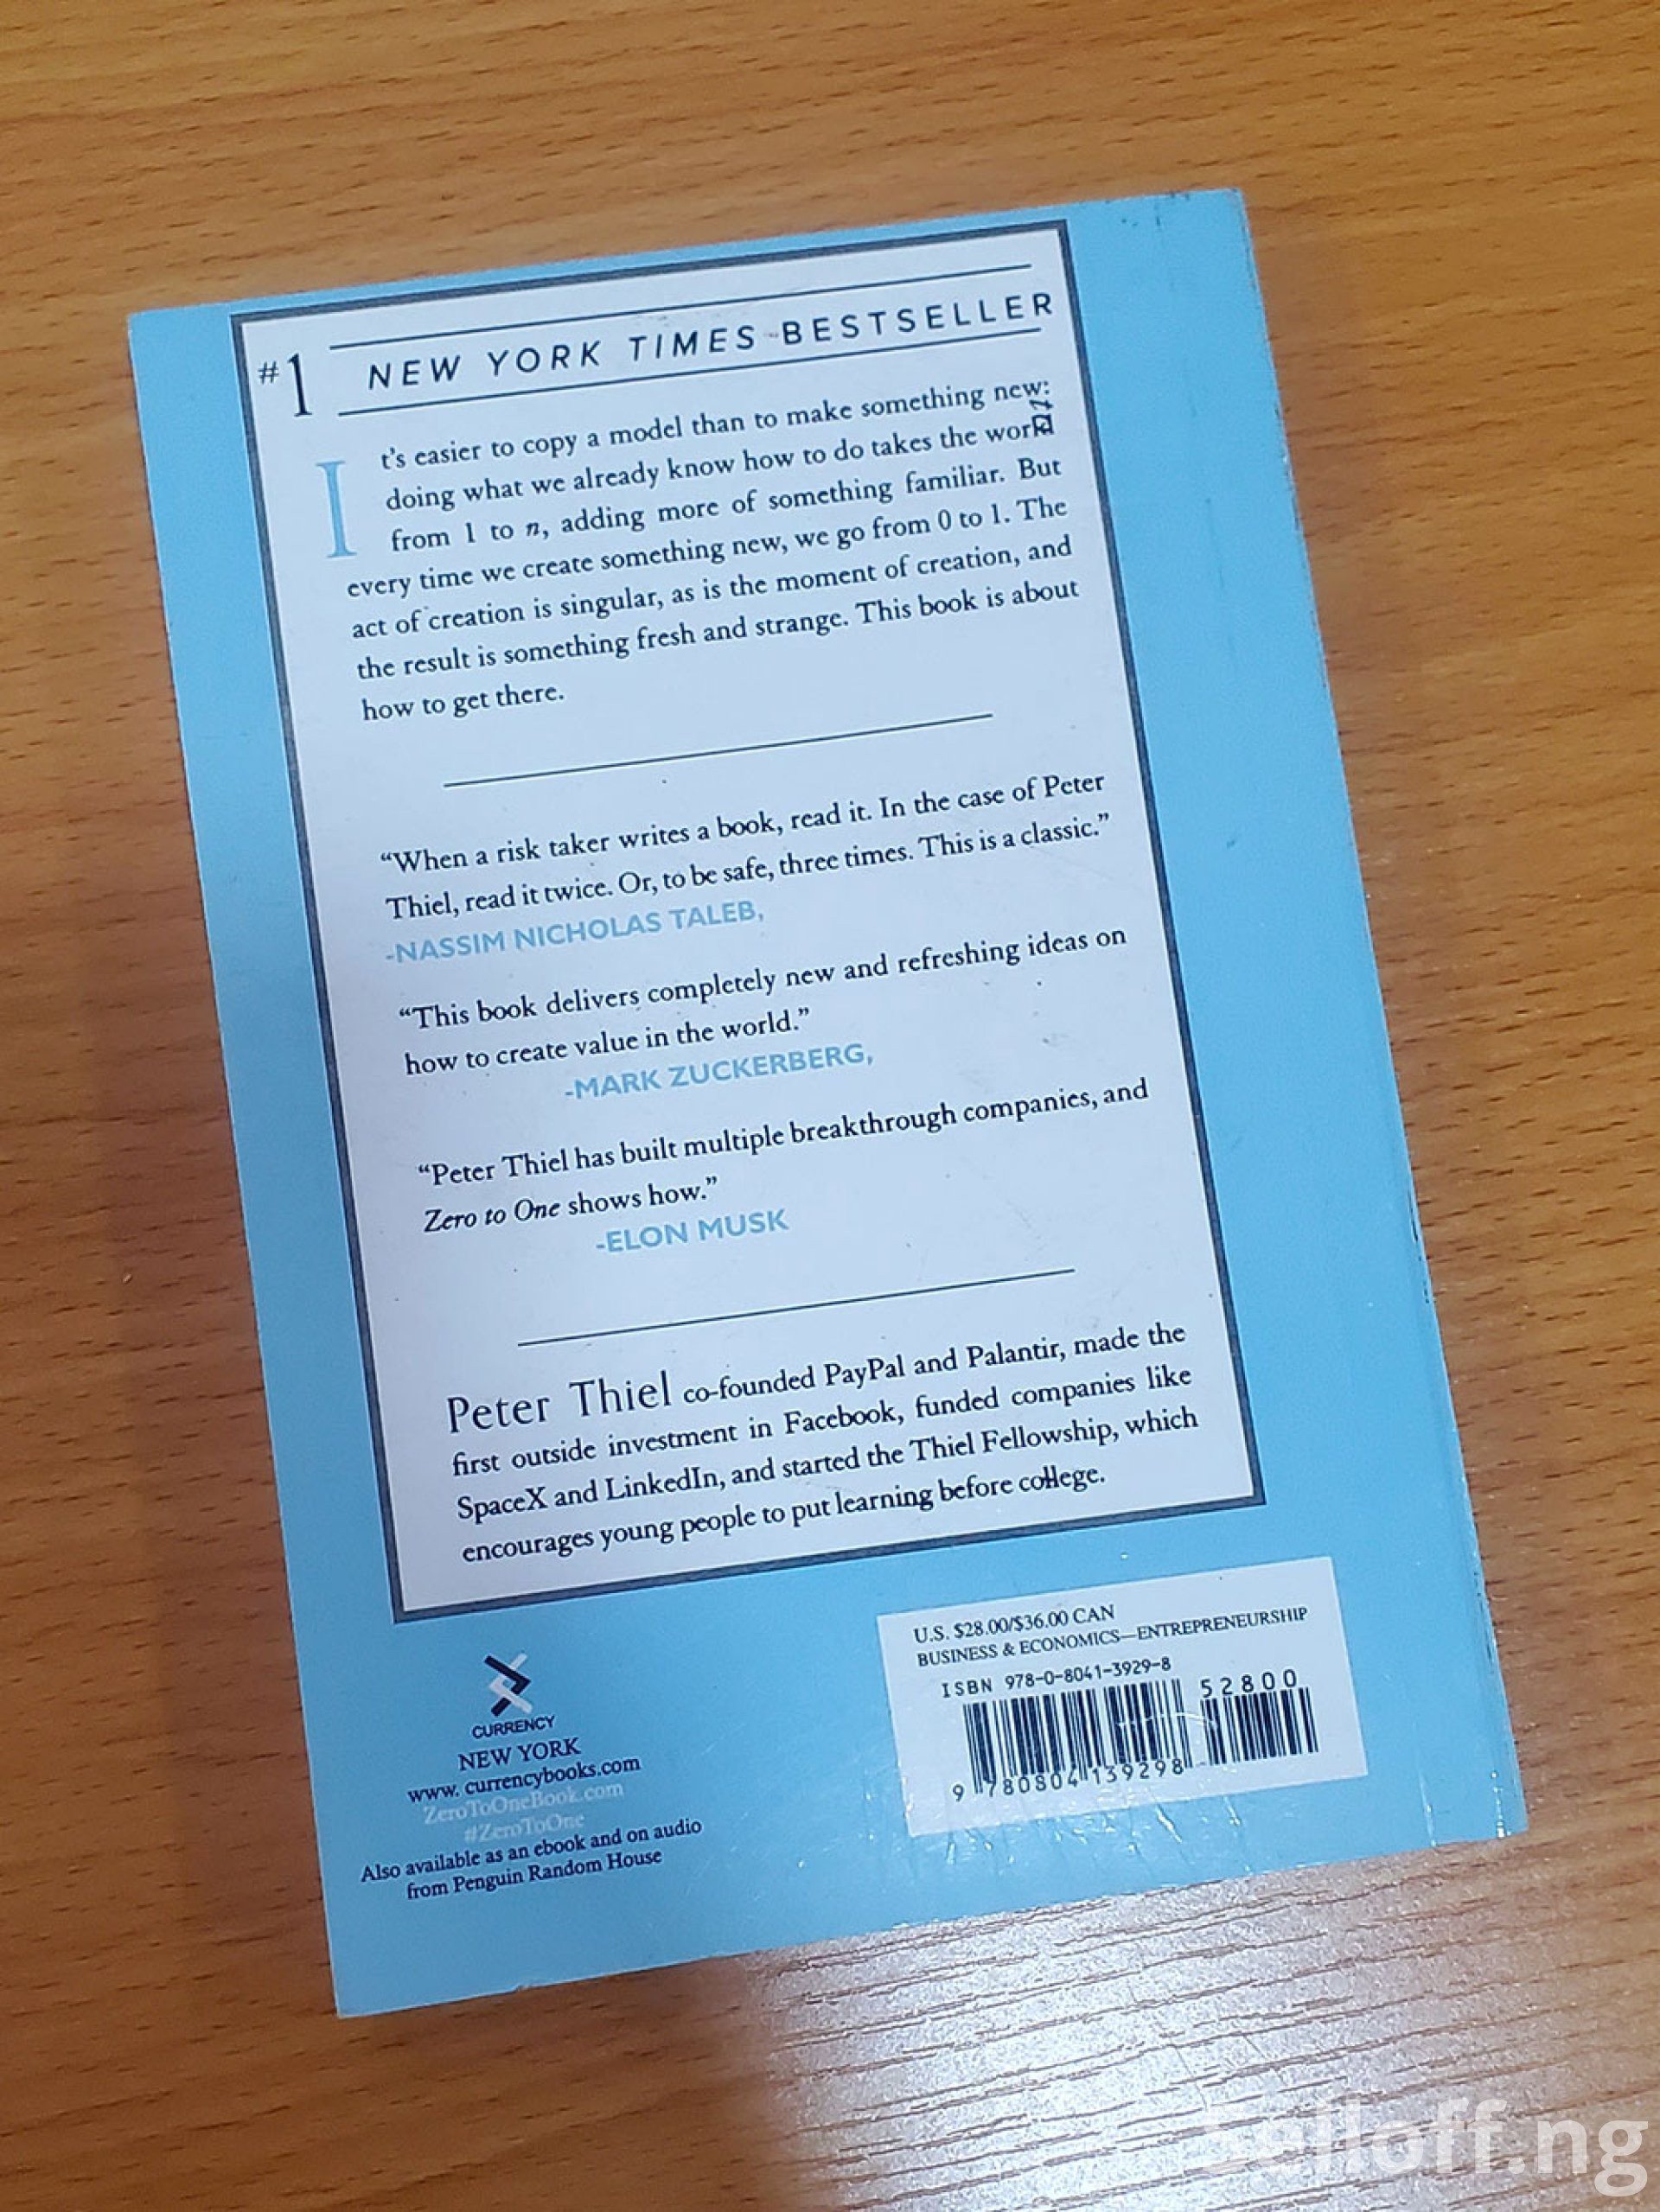 #1 NEW YORK TIMES BESTSELLER
It's easier to copy a model than to make something new:
doing what we already know how to do takes the world
from 1 to n, adding more of something familiar. But
every time we create something new, we go from 0 to 1. The
act of creation is singular, as is the moment of creation, and
the result is something fresh and strange. This book is about
how to get there.
“When a risk taker writes a book, read it. In the case of Peter
Thiel, read it twice. Or, to be safe, three times. This is a classic.”
-NASSIM NICHOLAS TALEB,
“This book delivers completely new and refreshing ideas on
how to create value in the world.”
-MARK ZUCKERBERG,
“Peter Thiel has built multiple breakthrough companies, and
Zero to One shows how.”
-ELON MUSK
Peter Thiel co-founded PayPal and Palantir, made the
first outside investment in Facebook, funded companies like
SpaceX and LinkedIn, and started the Thiel Fellowship, which
encourages young people to put learning before college.
CURRENCY
NEW YORK
www. currencybooks.com
ZeroToOneBook.com
#ZeroToOne
Also available as an ebook and on audio
from Penguin Random House
U.S. $28.00/$36.00 CAN
BUSINESS & ECONOMICS—ENTREPRENEURSHIP
ISBN 978-0-8041-3929-8
52800
9 780804 139298
selloff.ng